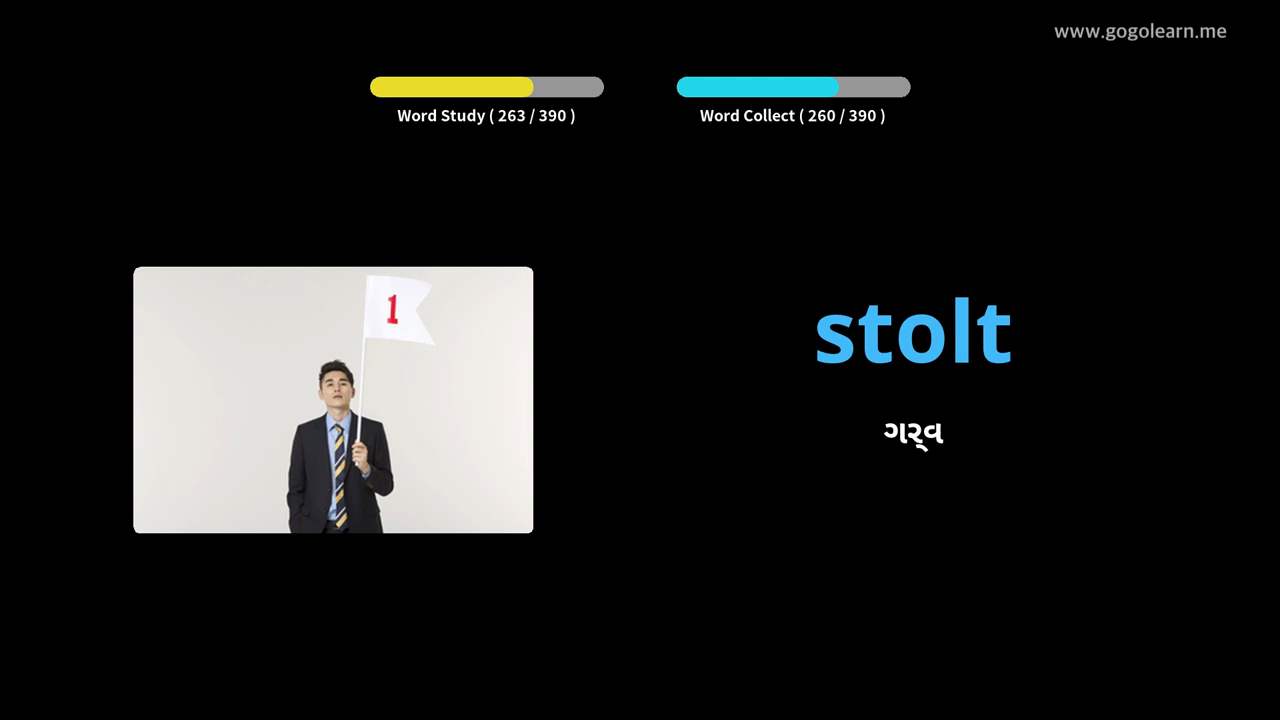 www.gogolearn.me
Word Study ( 263 / 390 )
Word Collect ( 260 / 390 )
1
stolt
ગર્વ